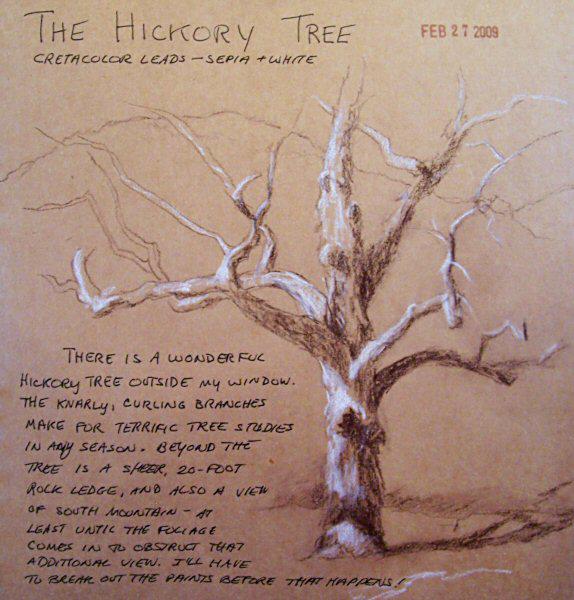 THE HICKORY TREE
FEB 27 2009
CRETACOLOR LEADS – SEPIA + WHITE
THERE IS A WONDERFUL
HICKORY TREE OUTSIDE MY WINDOW.
THE KNARLY, CURLING BRANCHES
MAKE FOR TERRIFIC TREE STUDIES
IN ANY SEASON. BEYOND THE
TREE IS A SHEER, 20-FOOT
ROCK LEDGE, AND ALSO A VIEW
OF SOUTH MOUNTAIN – AT
LEAST UNTIL THE FOLIAGE
COMES IN TO OBSTRUCT THAT
ADDITIONAL VIEW. I'LL HAVE
TO BREAK OUT THE PAINTS BEFORE THAT HAPPENS!